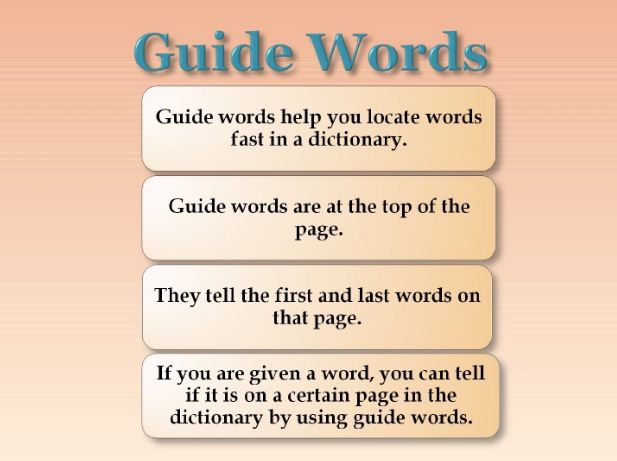 Guide Words
Guide words help you locate words
fast in a dictionary.
Guide words are at the top of the
page.
They tell the first and last words on
that page.
If you are given a word, you can tell
if it is on a certain page in the
dictionary by using guide words.